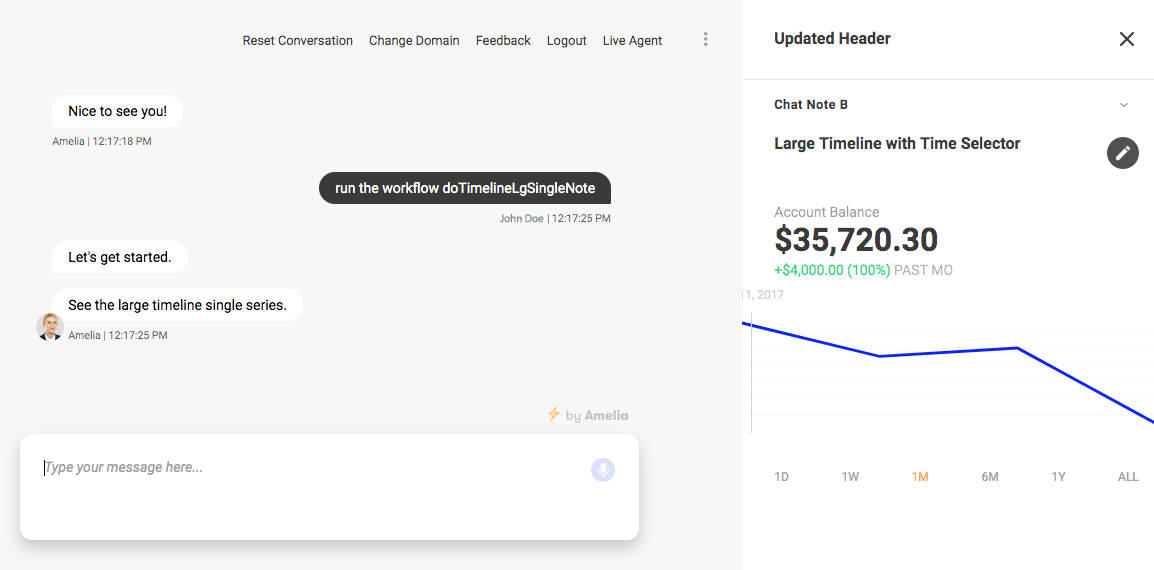 Reset Conversation Change Domain Feedback Logout Live Agent
Nice to see you!
Amelia | 12:17:18 PM
run the workflow doTimelineLgSingleNote
John Doe | 12:17:25 PM
Let's get started.
See the large timeline single series.
Amelia | 12:17:25 PM
⚡ by Amelia
Type your message here...
Updated Header
Chat Note B
Large Timeline with Time Selector
Account Balance
$35,720.30
+$4,000.00 (100%) PAST MO
11, 2017
1D 1W 1M 6M 1Y ALL